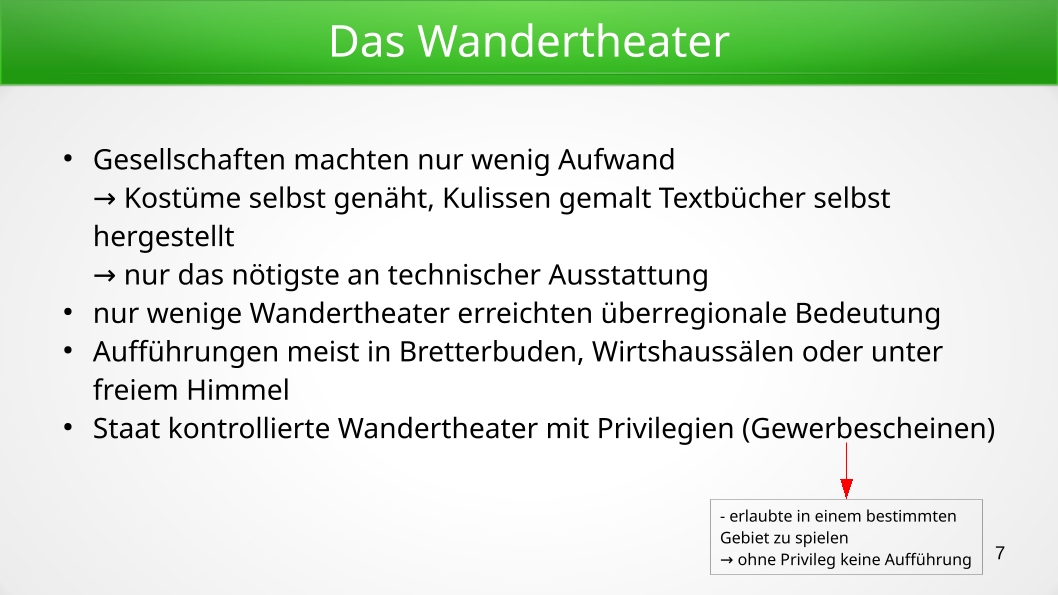 Das Wandertheater
• Gesellschaften machten nur wenig Aufwand
→ Kostüme selbst genäht, Kulissen gemalt Textbücher selbst
hergestellt
→ nur das nötigste an technischer Ausstattung
• nur wenige Wandertheater erreichten überregionale Bedeutung
• Aufführungen meist in Bretterbuden, Wirtshaussälen oder unter
freiem Himmel
• Staat kontrollierte Wandertheater mit Privilegien (Gewerbescheinen)
- erlaubte in einem bestimmten
Gebiet zu spielen
→ ohne Privileg keine Aufführung
7